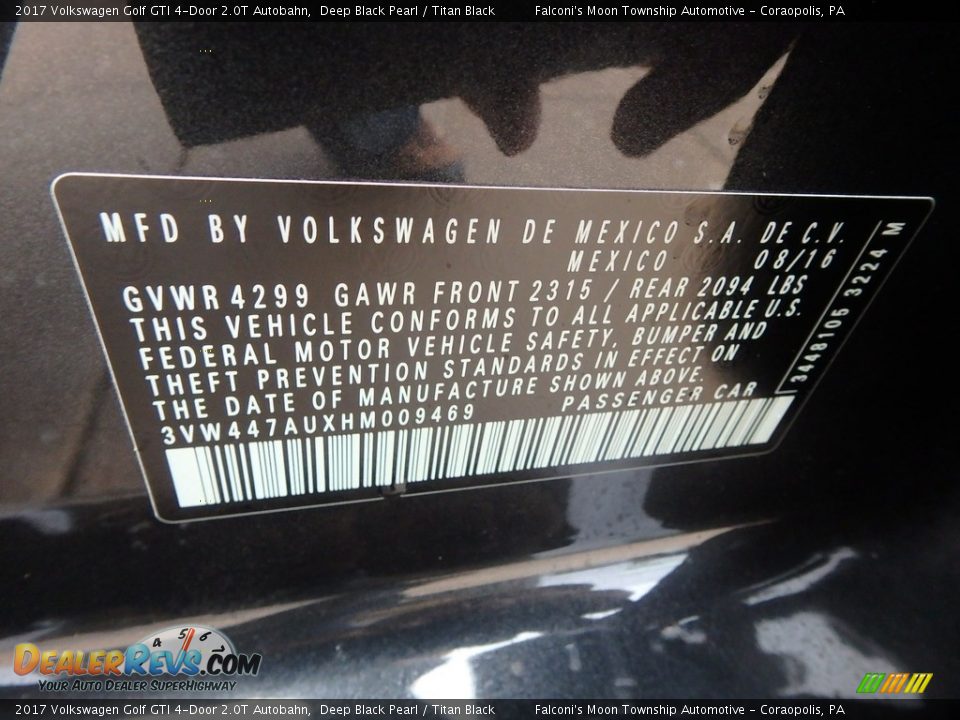 2017 Volkswagen Golf GTI 4-Door 2.0T Autobahn, Deep Black Pearl / Titan Black Falconi's Moon Township Automotive - Coraopolis, PA
MFD BY VOLKSWAGEN DE MEXICO S.A. DE C.V.
MEXICO 08/16
GVWR 4299 GAWR FRONT 2315 / REAR 2094 LBS
THIS VEHICLE CONFORMS TO ALL APPLICABLE U.S.
FEDERAL MOTOR VEHICLE SAFETY, BUMPER AND
THEFT PREVENTION STANDARDS IN EFFECT ON
THE DATE OF MANUFACTURE SHOWN ABOVE.
3VW447AUXHM009469 PASSENGER CAR
3448105 3224 M
4 5 6
DEALERREVS.COM
YOUR AUTO DEALER SUPERHIGHWAY
2017 Volkswagen Golf GTI 4-Door 2.0T Autobahn, Deep Black Pearl / Titan Black Falconi's Moon Township Automotive - Coraopolis, PA